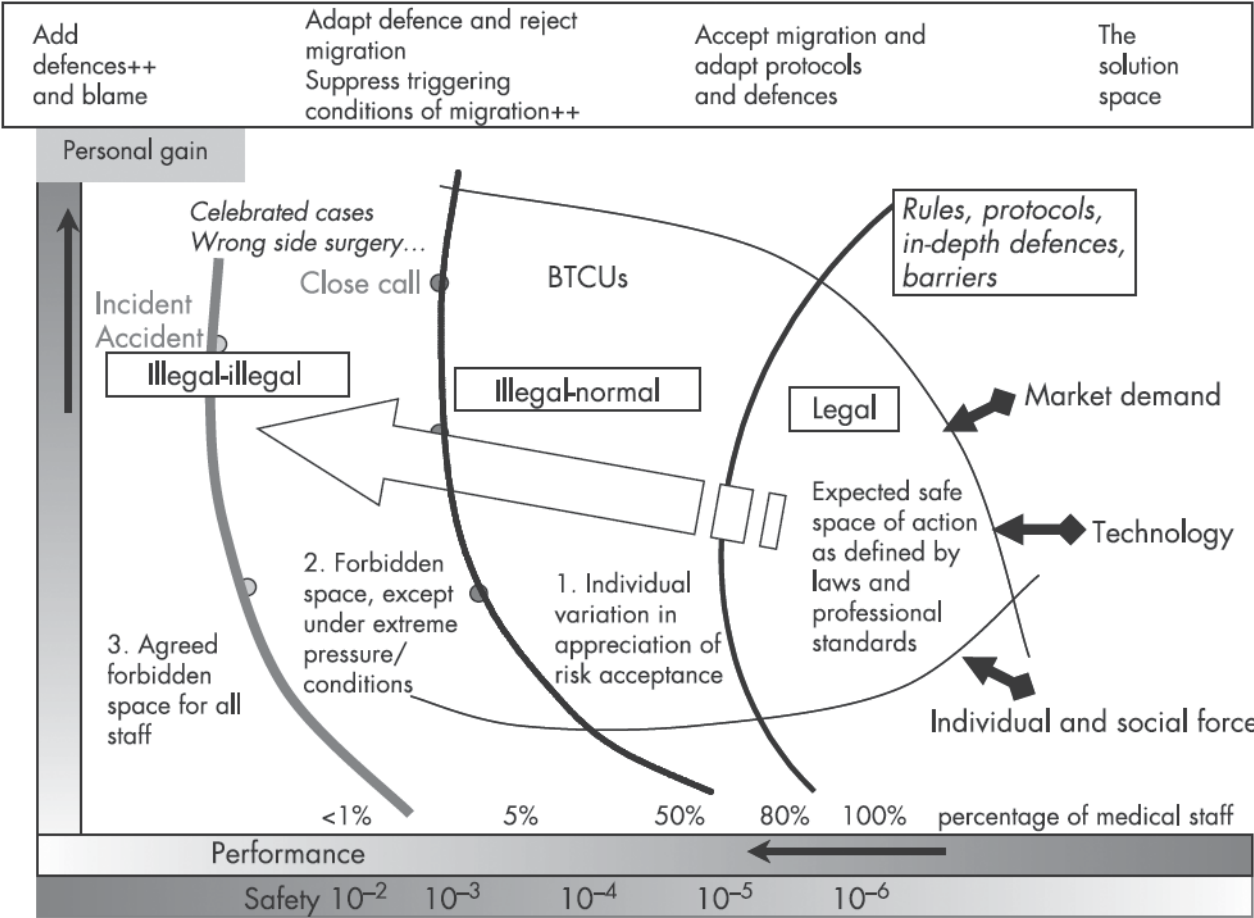 Add
defences++
and blame
Adapt defence and reject
migration
Suppress triggering
conditions of migration++
Accept migration and
adapt protocols
and defences
The
solution
space
Personal gain
Celebrated cases
Wrong side surgery…
Close call
BTCUs
Rules, protocols,
in-depth defences,
barriers
Incident
Accident
Illegal-illegal
Illegal-normal
Legal
Market demand
Expected safe
space of action
as defined by
laws and
professional
standards
Technology
2. Forbidden
space, except
under extreme
pressure/
conditions
1. Individual
variation in
appreciation of
risk acceptance
3. Agreed
forbidden
space for all
staff
Individual and social force
<1% 5% 50% 80% 100% percentage of medical staff
Performance
Safety 10⁻² 10⁻³ 10⁻⁴ 10⁻⁵ 10⁻⁶